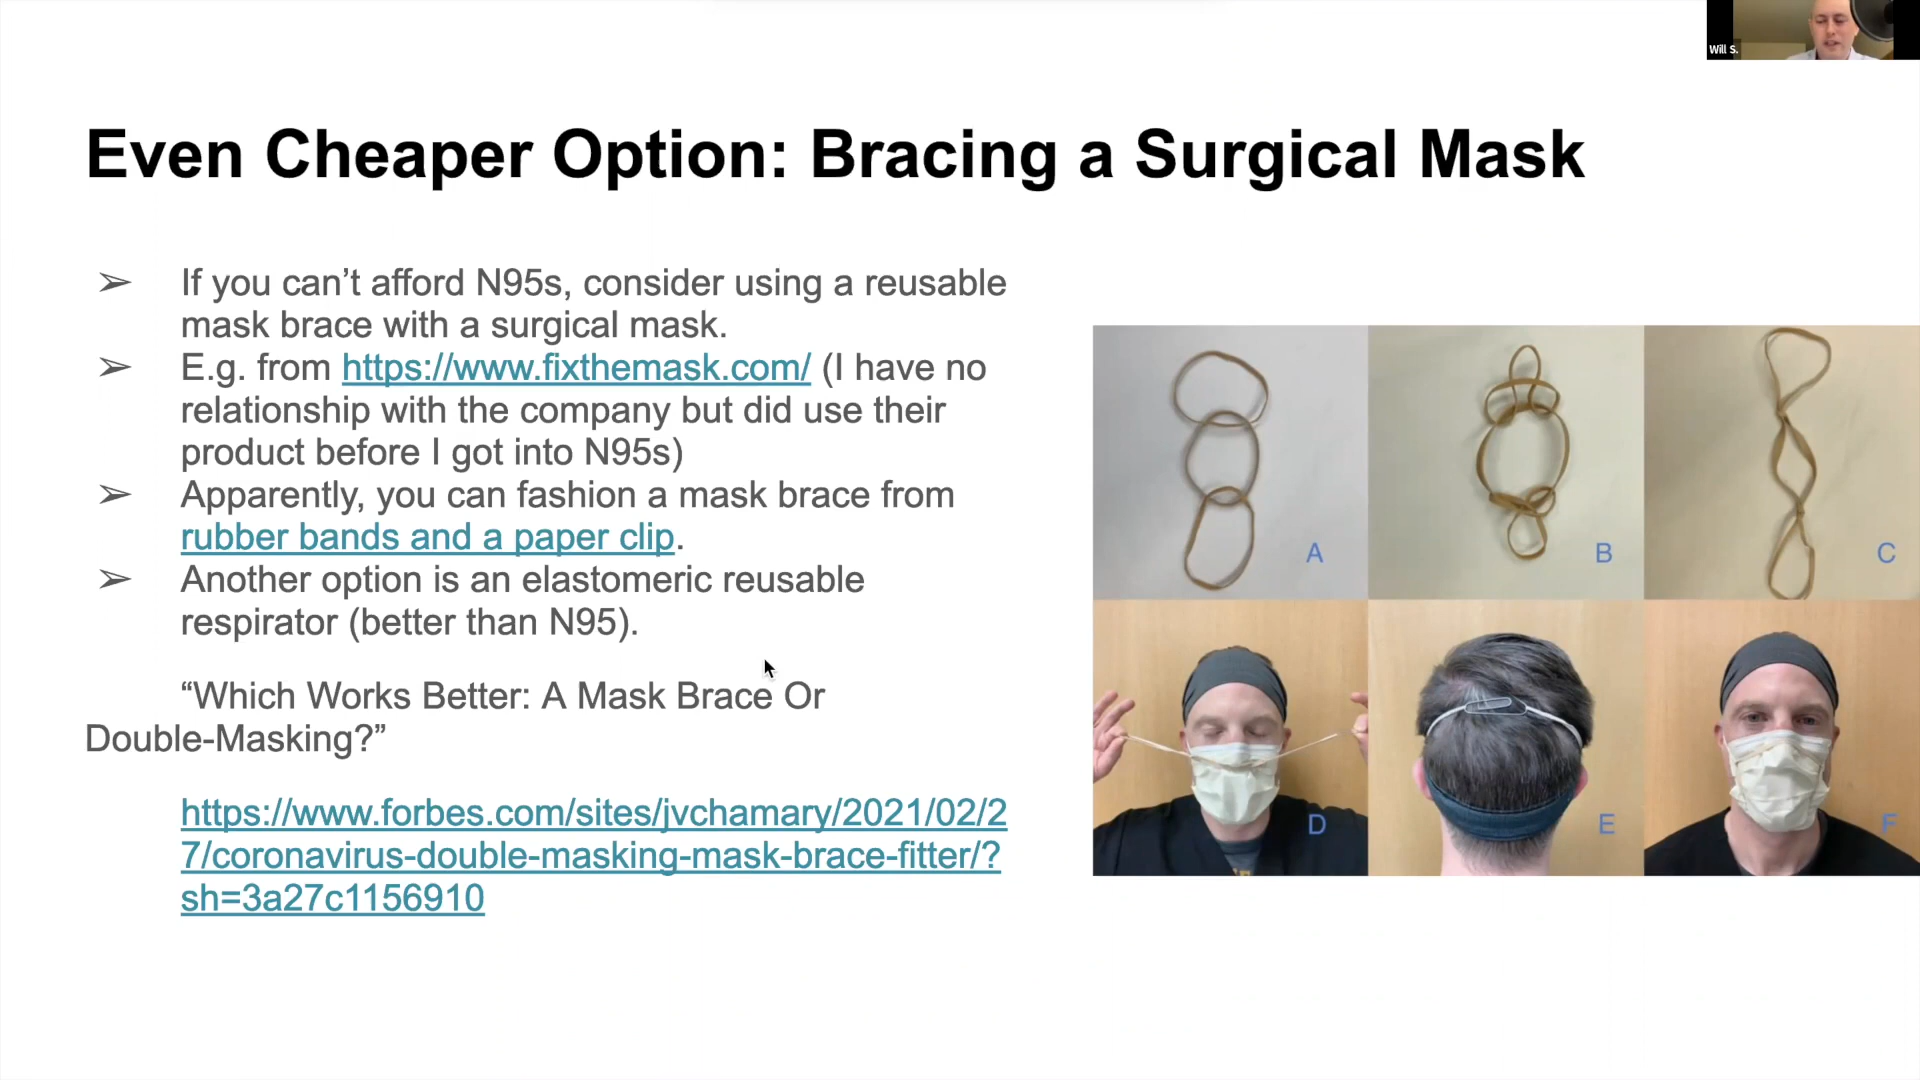 Will S.
Even Cheaper Option: Bracing a Surgical Mask
➢ If you can’t afford N95s, consider using a reusable
mask brace with a surgical mask.
➢ E.g. from https://www.fixthemask.com/ (I have no
relationship with the company but did use their
product before I got into N95s)
➢ Apparently, you can fashion a mask brace from
rubber bands and a paper clip.
➢ Another option is an elastomeric reusable
respirator (better than N95).
“Which Works Better: A Mask Brace Or
Double-Masking?”
https://www.forbes.com/sites/jvchamary/2021/02/2
7/coronavirus-double-masking-mask-brace-fitter/?
sh=3a27c1156910
A
B
C
D
E
F